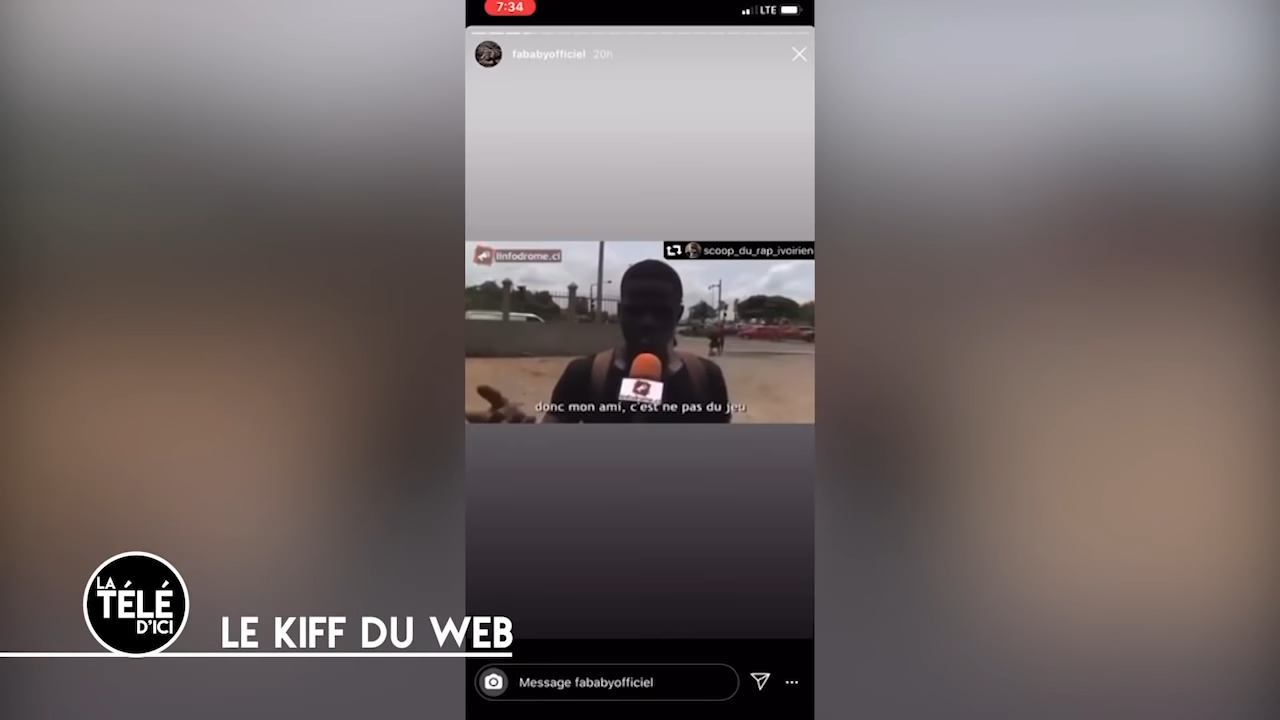 7:34
LTE
fababyofficiel 20h
linfodrome.ci
scoop_du_rap_ivoirien
donc mon ami, c'est ne pas du jeu
LA
TÉLÉ
D'ICI
LE KIFF DU WEB
Message fababyofficiel